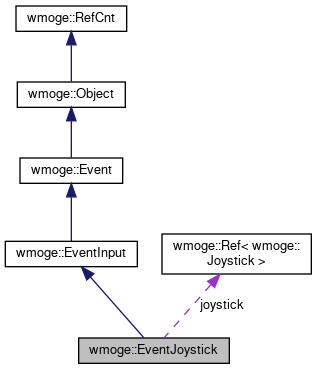 wmoge::RefCnt
wmoge::Object
wmoge::Event
wmoge::EventInput
wmoge::Ref< wmoge::
Joystick >
joystick
wmoge::EventJoystick